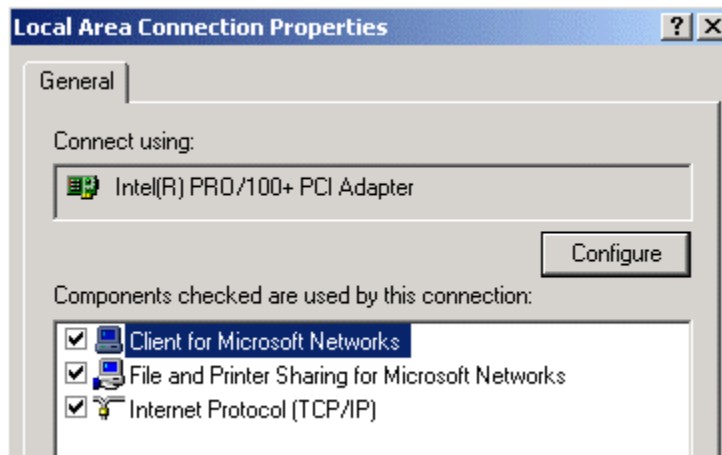 Local Area Connection Properties
General
Connect using:
Intel(R) PRO/100+ PCI Adapter
Configure
Components checked are used by this connection:
Client for Microsoft Networks
File and Printer Sharing for Microsoft Networks
Internet Protocol (TCP/IP)